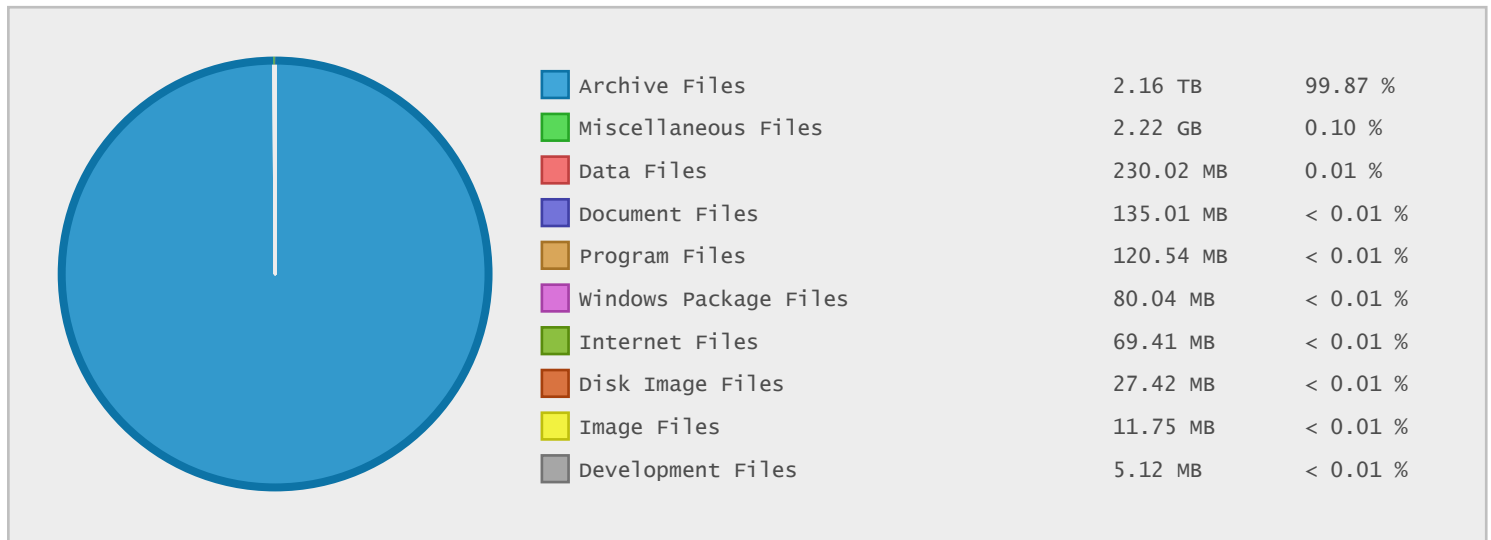 Archive Files 2.16 TB 99.87 %
Miscellaneous Files 2.22 GB 0.10 %
Data Files 230.02 MB 0.01 %
Document Files 135.01 MB < 0.01 %
Program Files 120.54 MB < 0.01 %
Windows Package Files 80.04 MB < 0.01 %
Internet Files 69.41 MB < 0.01 %
Disk Image Files 27.42 MB < 0.01 %
Image Files 11.75 MB < 0.01 %
Development Files 5.12 MB < 0.01 %